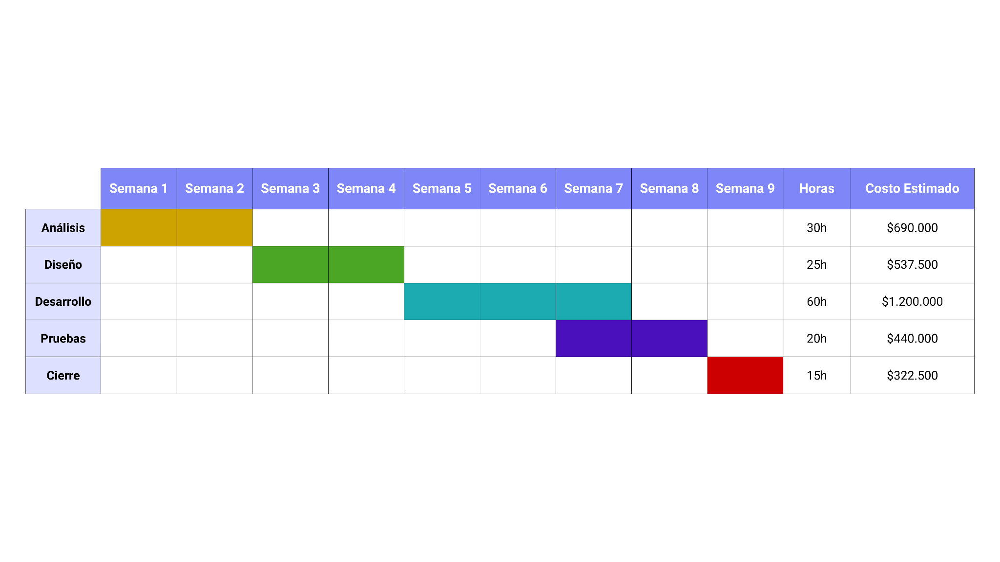 Semana 1 Semana 2 Semana 3 Semana 4 Semana 5 Semana 6 Semana 7 Semana 8 Semana 9 Horas Costo Estimado
Análisis 30h $690.000
Diseño 25h $537.500
Desarrollo 60h $1.200.000
Pruebas 20h $440.000
Cierre 15h $322.500